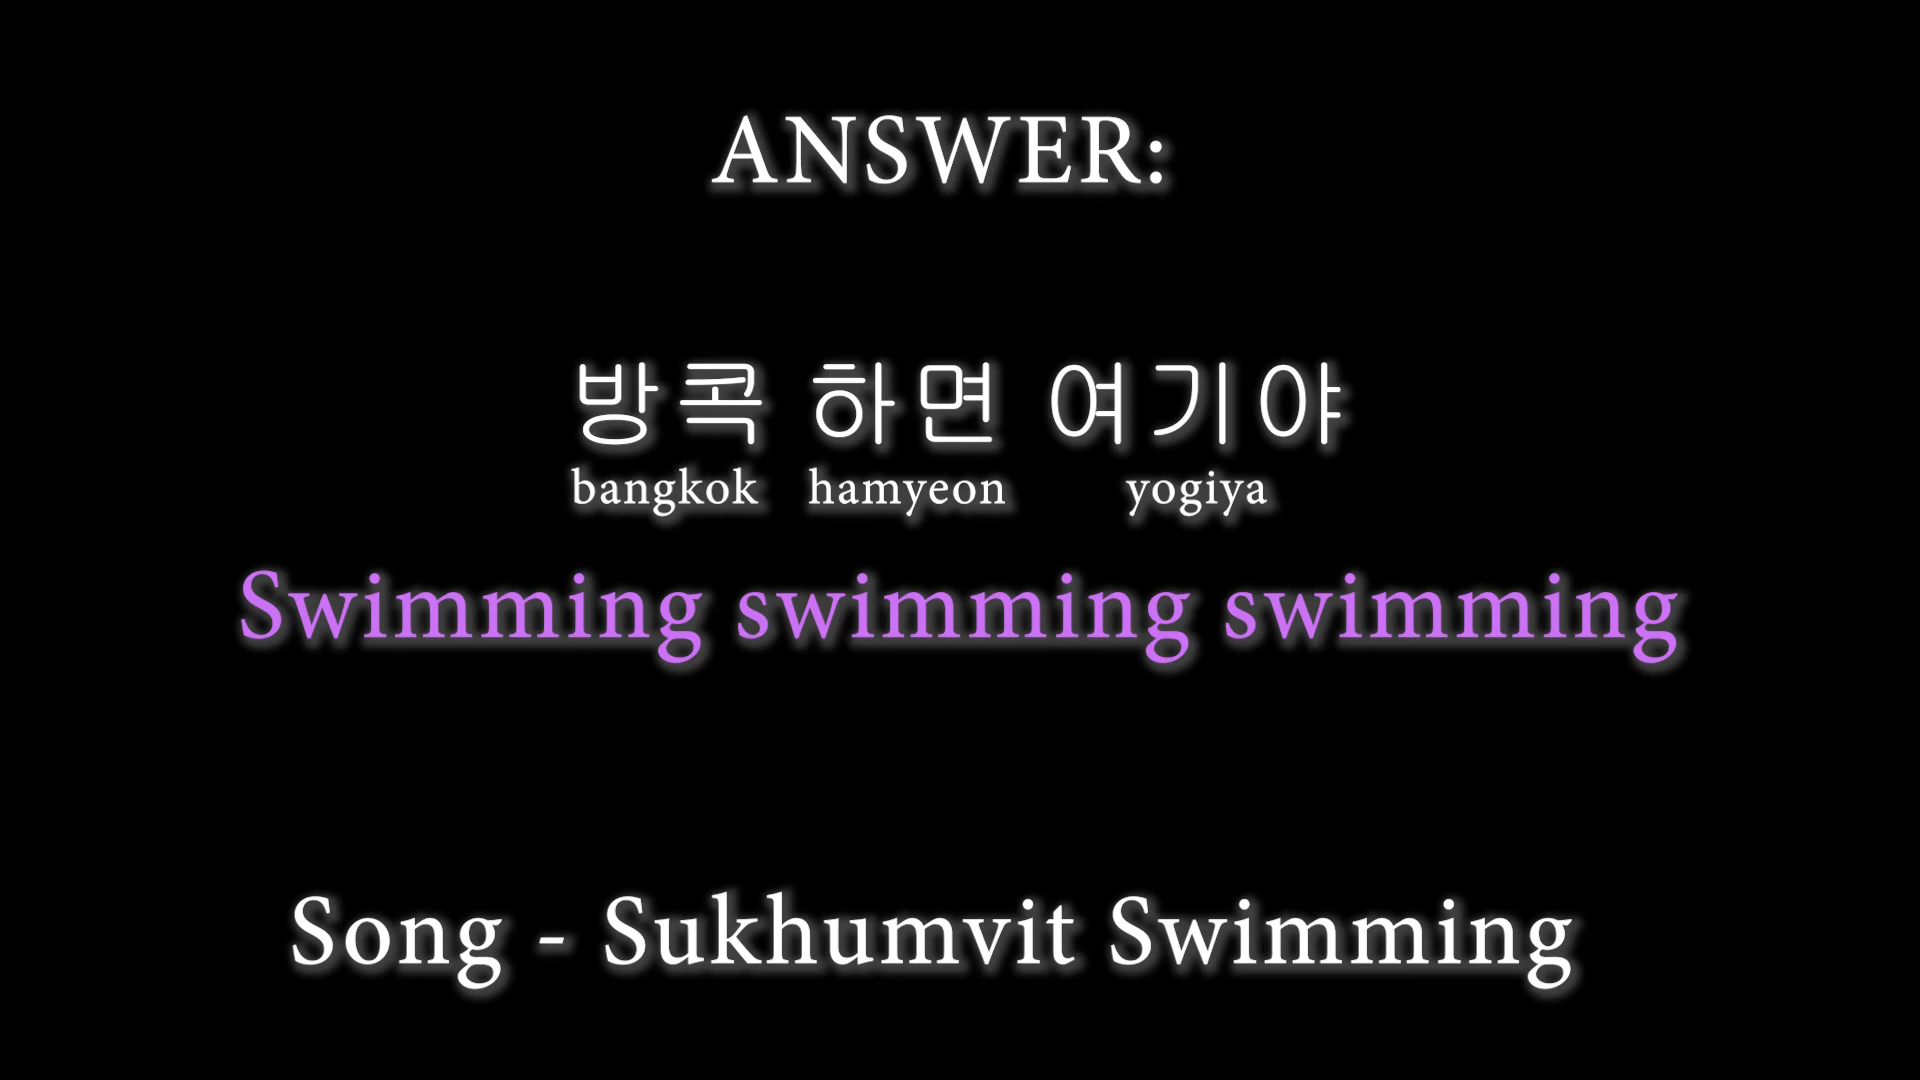 ANSWER:
방콕 하면 여기야
bangkok hamyeon yogiya
Swimming swimming swimming
Song - Sukhumvit Swimming